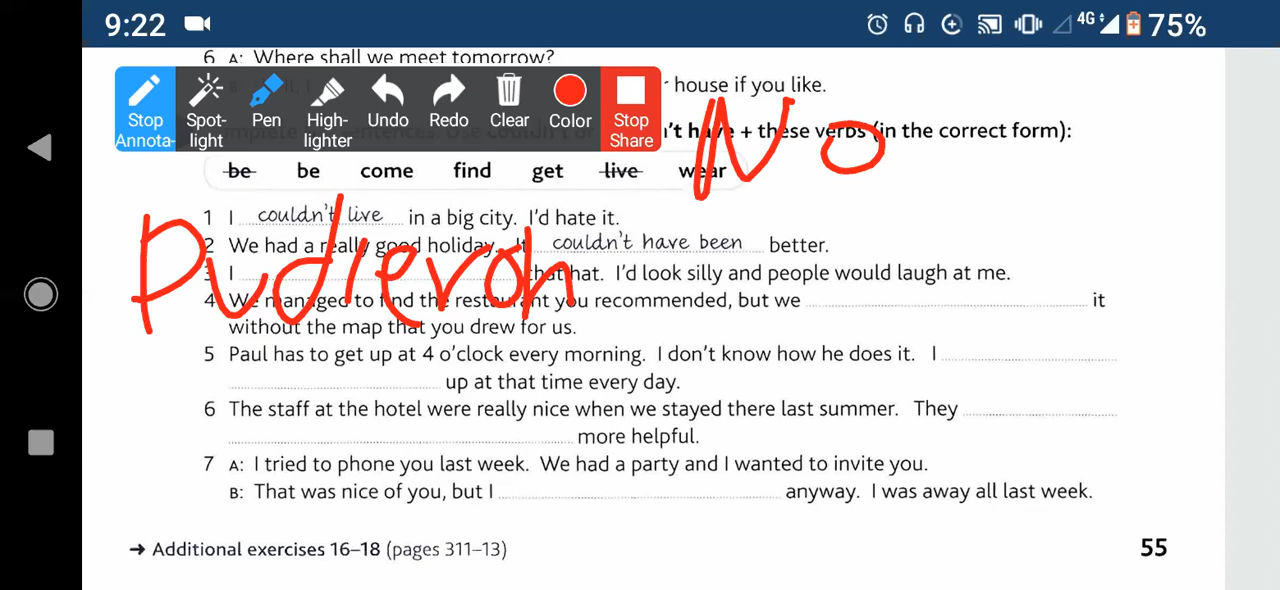 9:22 4G 75%
6 A: Where shall we meet tomorrow?
house if you like.
Stop Annota- Spot-light Pen High-lighter Undo Redo Clear Color Stop Share
No
't have + these verbs (in the correct form):
be be come find get live wear
1 I couldn't live in a big city. I'd hate it.
Pudieron
2 We had a really good holiday. It couldn't have been better.
3 I that hat. I'd look silly and people would laugh at me.
4 We managed to find the restaurant you recommended, but we it
without the map that you drew for us.
5 Paul has to get up at 4 o'clock every morning. I don't know how he does it. I
up at that time every day.
6 The staff at the hotel were really nice when we stayed there last summer. They
more helpful.
7 A: I tried to phone you last week. We had a party and I wanted to invite you.
B: That was nice of you, but I anyway. I was away all last week.
→ Additional exercises 16–18 (pages 311–13) 55